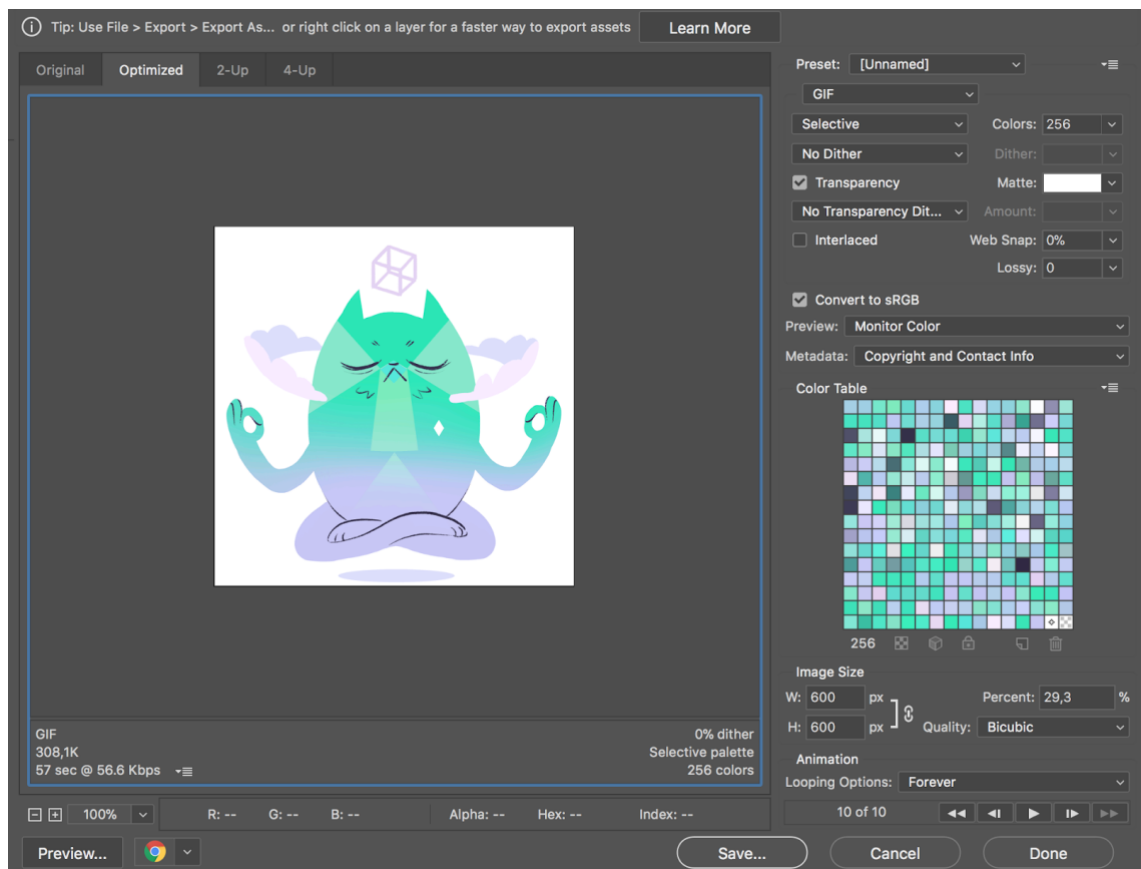 Tip: Use File > Export > Export As... or right click on a layer for a faster way to export assets
Learn More
Original
Optimized
2-Up
4-Up
Preset: [Unnamed]
GIF
Selective
Colors: 256
No Dither
Dither:
Transparency
Matte:
No Transparency Dit...
Amount:
Interlaced
Web Snap: 0%
Lossy: 0
Convert to sRGB
Preview: Monitor Color
Metadata: Copyright and Contact Info
Color Table
256
Image Size
W: 600 px
Percent: 29,3 %
H: 600 px
Quality: Bicubic
Animation
Looping Options: Forever
10 of 10
GIF
308,1K
57 sec @ 56.6 Kbps
0% dither
Selective palette
256 colors
100%
R: --
G: --
B: --
Alpha: --
Hex: --
Index: --
Preview...
Save...
Cancel
Done